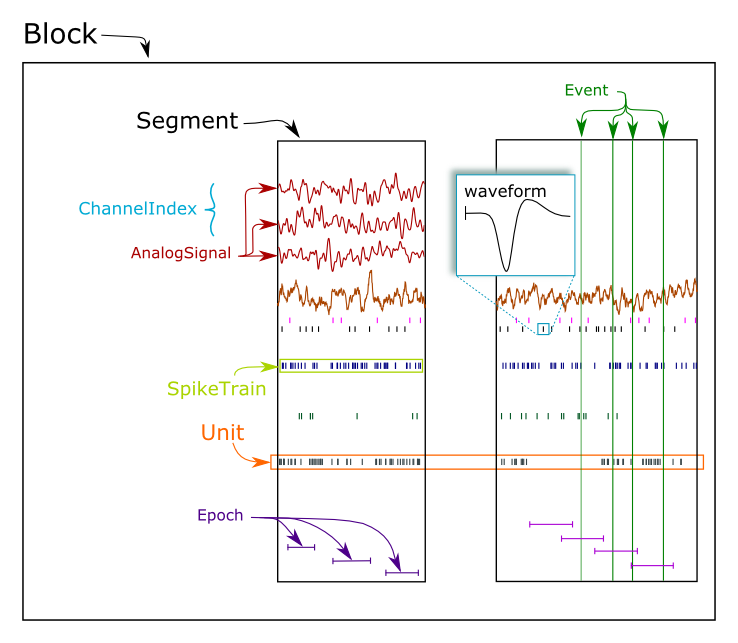 Block
Event
Segment
waveform
ChannelIndex
AnalogSignal
SpikeTrain
Unit
Epoch